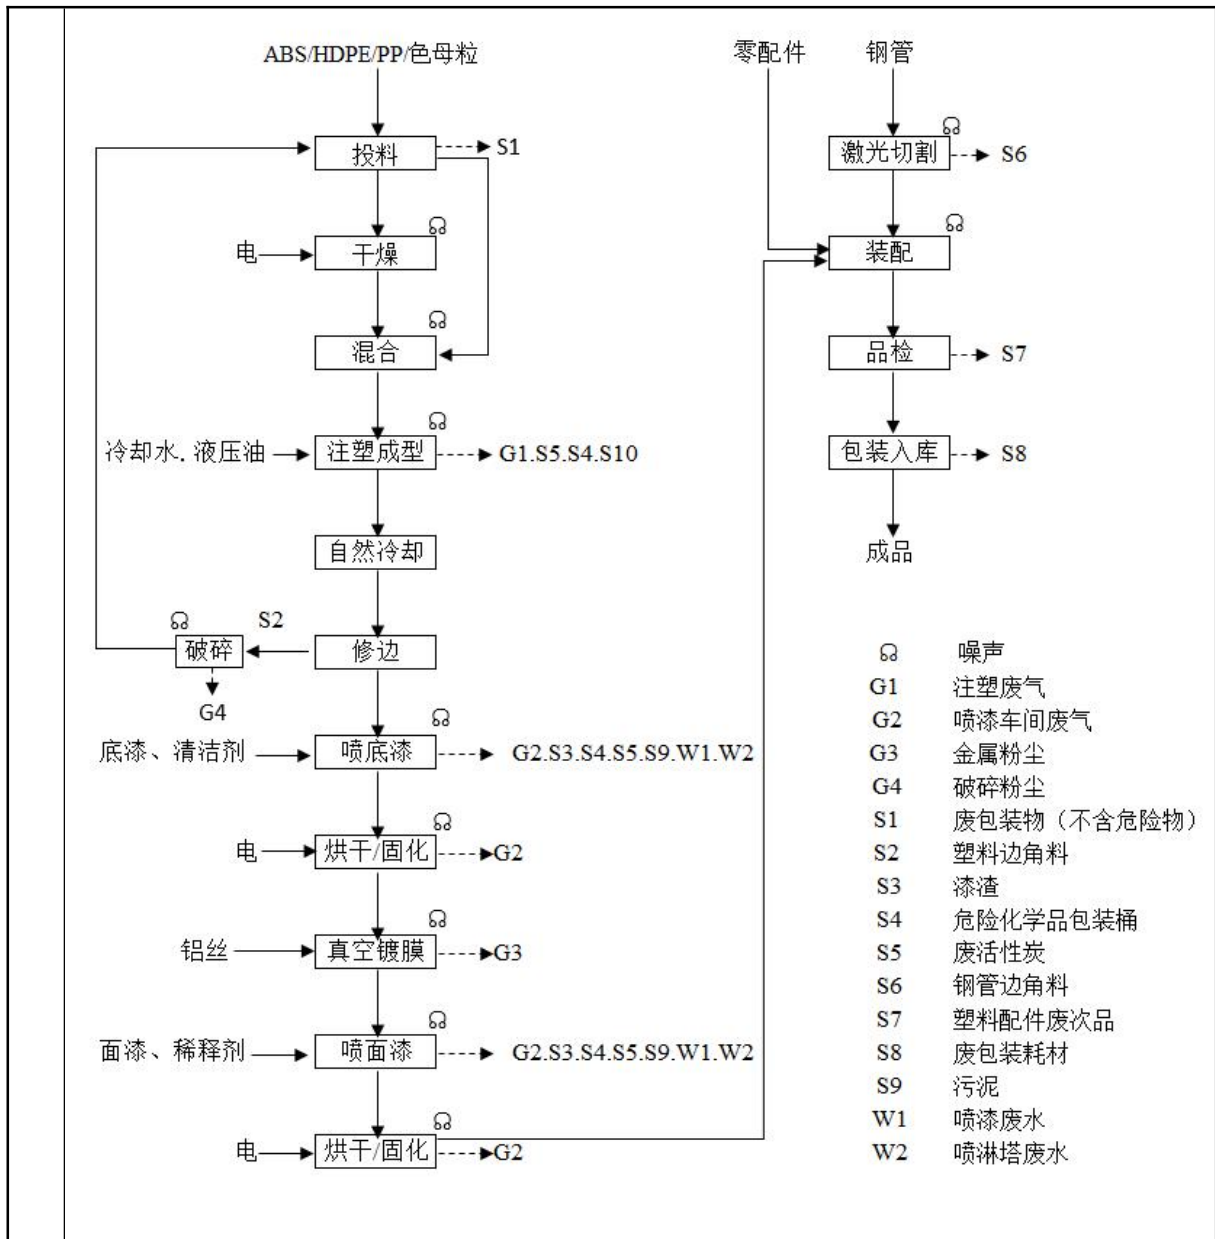 ABS/HDPE/PP/色母粒
零配件
钢管
投料
S1
激光切割
S6
电
干燥
装配
混合
品检
S7
冷却水.液压油
注塑成型
G1.S5.S4.S10
包装入库
S8
自然冷却
成品
破碎
S2
修边
G4
底漆、清洁剂
喷底漆
G2.S3.S4.S5.S9.W1.W2
电
烘干/固化
G2
铝丝
真空镀膜
G3
面漆、稀释剂
喷面漆
G2.S3.S4.S5.S9.W1.W2
电
烘干/固化
G2
噪声
G1 注塑废气
G2 喷漆车间废气
G3 金属粉尘
G4 破碎粉尘
S1 废包装物（不含危险物）
S2 塑料边角料
S3 漆渣
S4 危险化学品包装桶
S5 废活性炭
S6 钢管边角料
S7 塑料配件废次品
S8 废包装耗材
S9 污泥
W1 喷漆废水
W2 喷淋塔废水